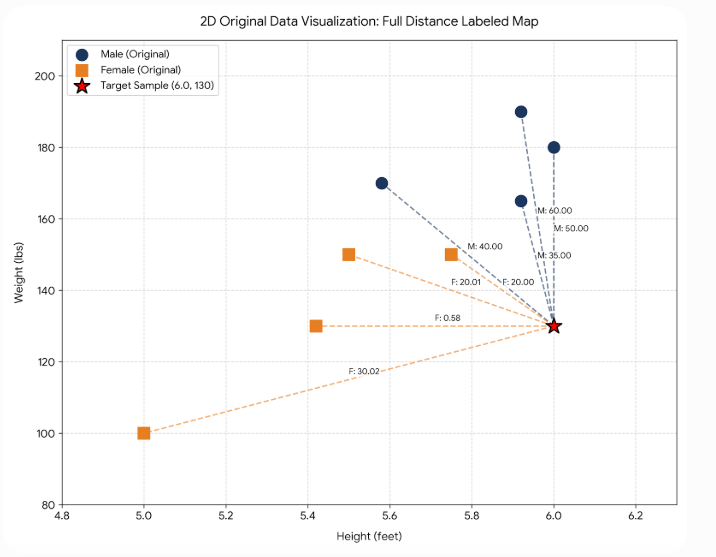 2D Original Data Visualization: Full Distance Labeled Map
Male (Original)
Female (Original)
Target Sample (6.0, 130)
200
180
160
140
120
100
80
Weight (lbs)
M: 60.00
M: 50.00
M: 40.00
M: 35.00
F: 20.01
F: 20.00
F: 0.58
F: 30.02
4.8
5.0
5.2
5.4
5.6
5.8
6.0
6.2
Height (feet)